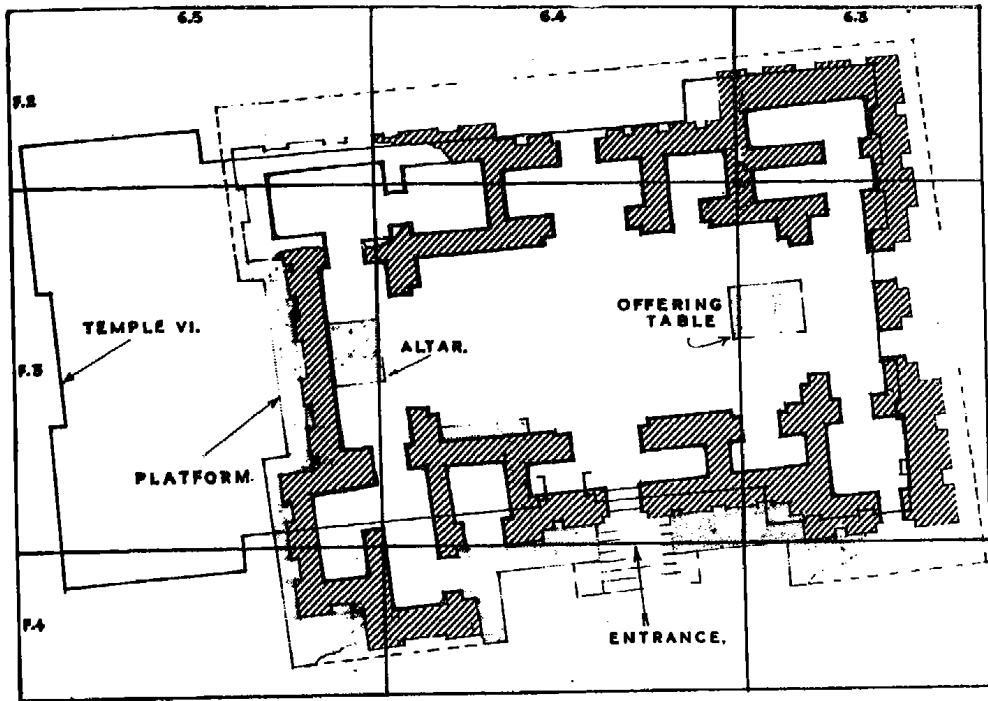 6.5
6.4
6.3
F.2
OFFERING
TABLE
TEMPLE VI.
ALTAR.
F.3
PLATFORM.
F.4
ENTRANCE.